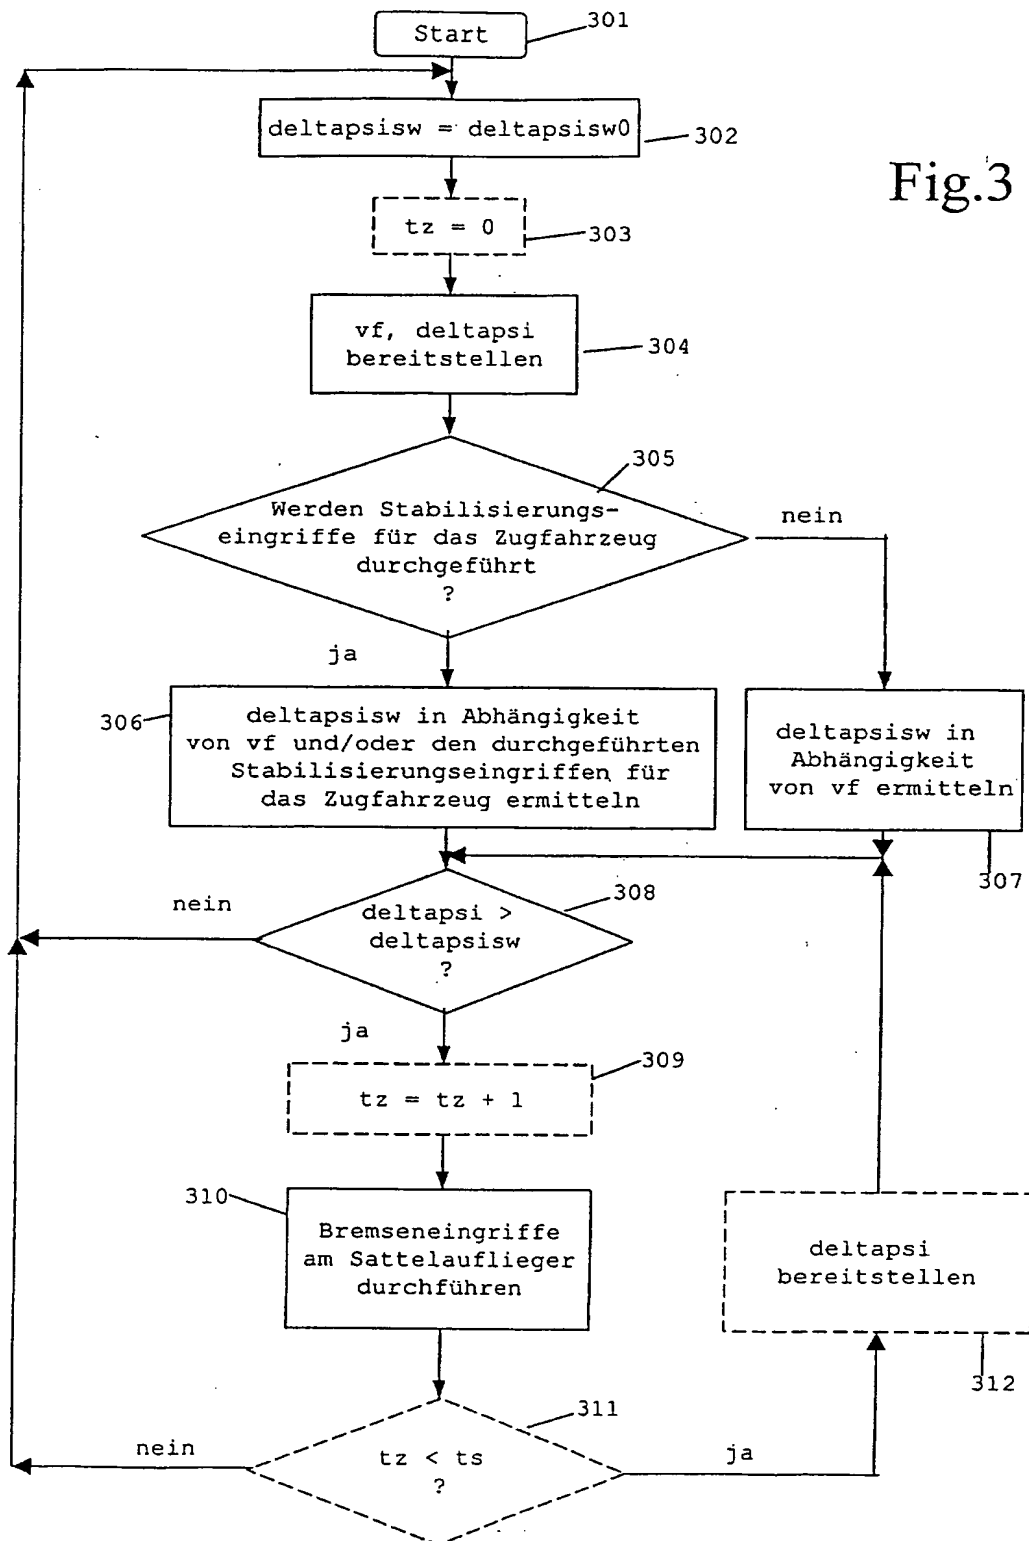 Start
301
deltapsisw = deltapsisw0
302
Fig.3
tz = 0
303
vf, deltapsi
bereitstellen
304
305
Werden Stabilisierungs-
eingriffe für das Zugfahrzeug
durchgeführt
?
nein
ja
306
deltapsisw in Abhängigkeit
von vf und/oder den durchgeführten
Stabilisierungseingriffen für
das Zugfahrzeug ermitteln
deltapsisw in
Abhängigkeit
von vf ermitteln
307
nein
308
deltapsi >
deltapsisw
?
ja
309
tz = tz + 1
310
Bremseneingriffe
am Sattelauflieger
durchführen
deltapsi
bereitstellen
312
311
nein
tz < ts
?
ja